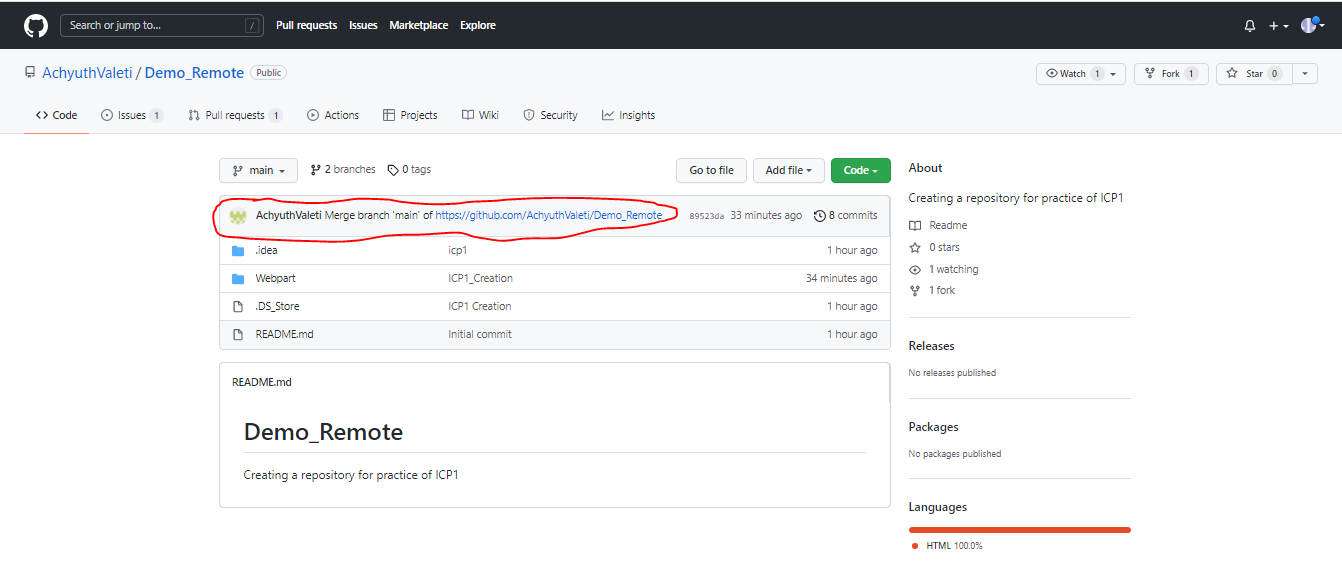 Search or jump to... /
Pull requests Issues Marketplace Explore
AchyuthValeti / Demo_Remote Public
Watch 1 Fork 1 Star 0
Code Issues 1 Pull requests 1 Actions Projects Wiki Security Insights
main 2 branches 0 tags Go to file Add file Code
AchyuthValeti Merge branch 'main' of https://github.com/AchyuthValeti/Demo_Remote 89523da 33 minutes ago 8 commits
.idea icp1 1 hour ago
Webpart ICP1_Creation 34 minutes ago
.DS_Store ICP1 Creation 1 hour ago
README.md Initial commit 1 hour ago
README.md
Demo_Remote
Creating a repository for practice of ICP1
About
Creating a repository for practice of ICP1
Readme
0 stars
1 watching
1 fork
Releases
No releases published
Packages
No packages published
Languages
HTML 100.0%